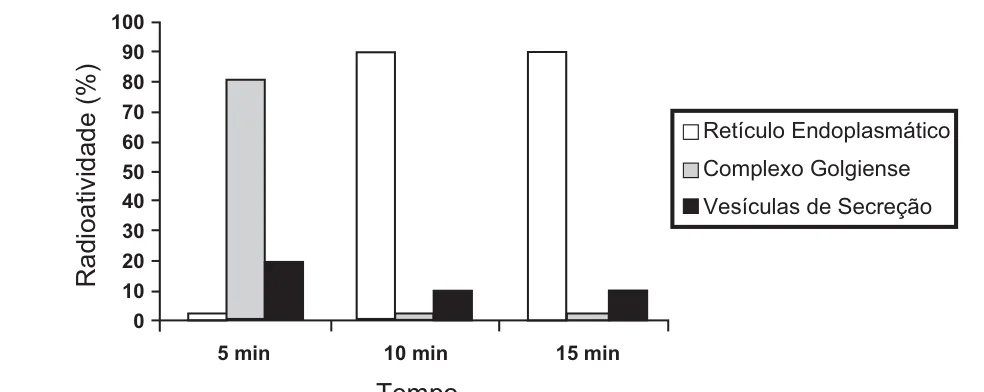 100
90
80
70
60
50
40
30
20
10
0
Radioatividade (%)
5 min
10 min
15 min
Tempo
Retículo Endoplasmático
Complexo Golgiense
Vesículas de Secreção